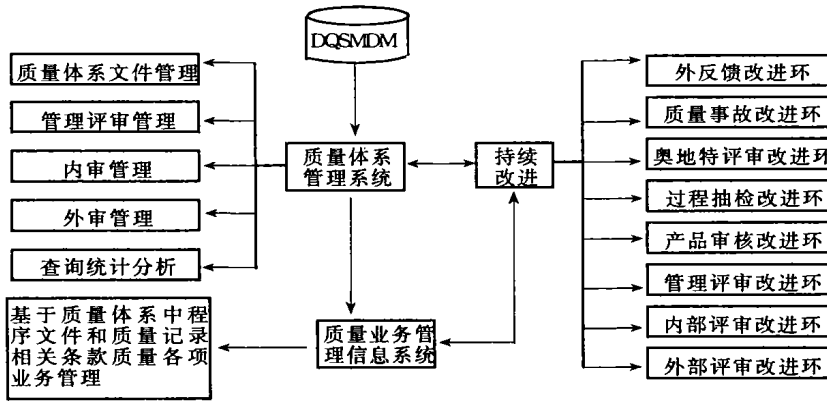 DQSMDM
质量体系文件管理
管理评审管理
内审管理
外审管理
查询统计分析
基于质量体系中程
序文件和质量记录
相关条款质量各项
业务管理
质量体系
管理系统
持续
改进
质量业务管
理信息系统
外反馈改进环
质量事故改进环
奥地特评审改进环
过程抽检改进环
产品审核改进环
管理评审改进环
内部评审改进环
外部评审改进环